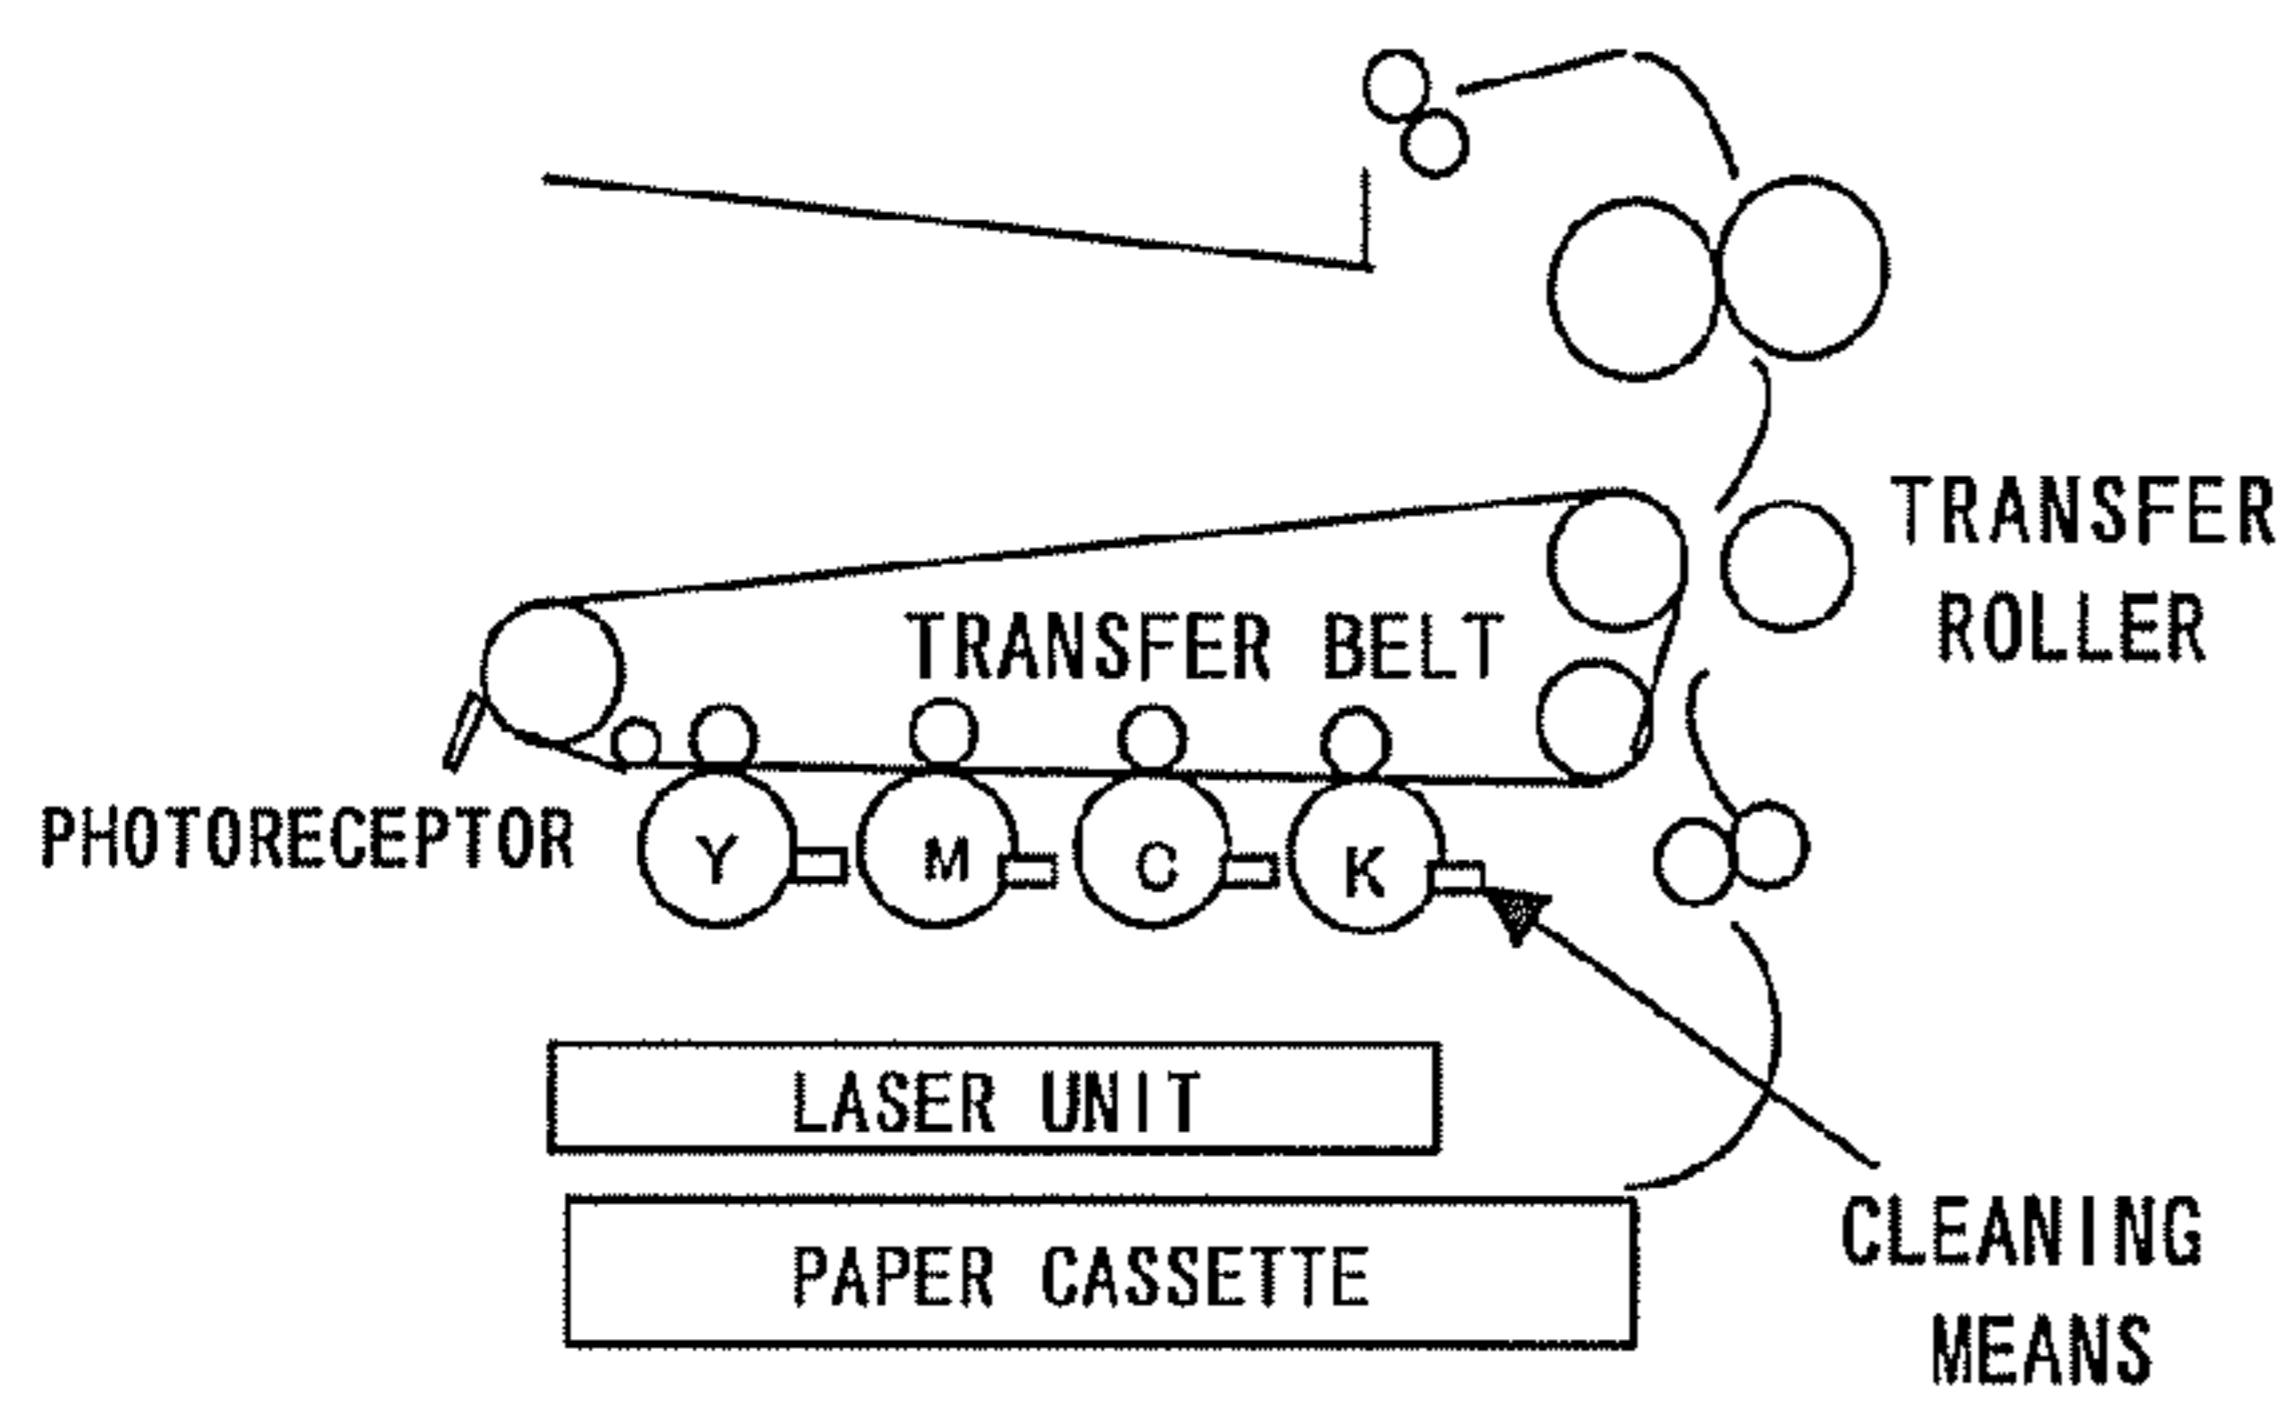 TRANSFER
ROLLER
TRANSFER BELT
PHOTORECEPTOR
Y M C K
LASER UNIT
PAPER CASSETTE
CLEANING
MEANS